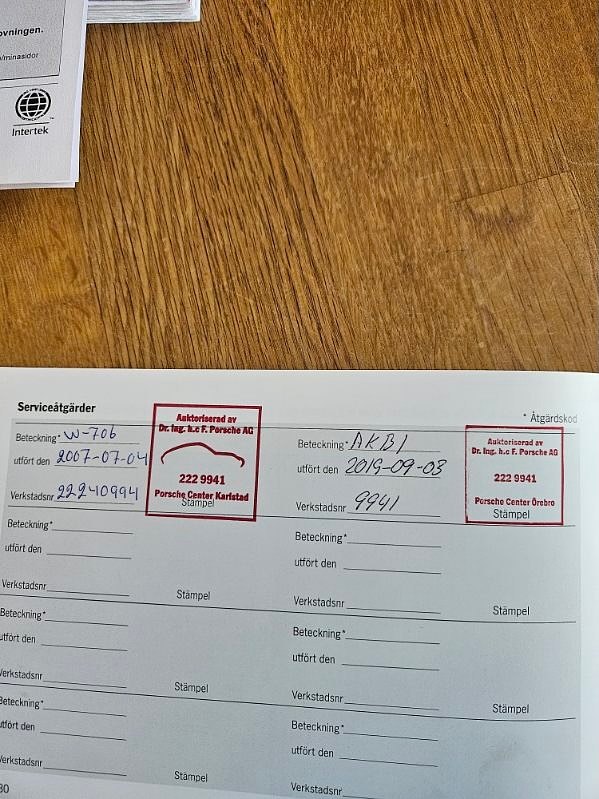 ovningen.
/minasidor
Intertek
Serviceåtgärder
* Åtgärdskod
Beteckning* W-706
utfört den 2007-07-04
Verkstadsnr 22240994
Auktoriserad av
Dr. Ing. h.c F. Porsche AG
222 9941
Porsche Center Karlstad
Stämpel
Beteckning* AKB1
utfört den 2019-09-03
Verkstadsnr 9941
Auktoriserad av
Dr. Ing. h.c F. Porsche AG
222 9941
Porsche Center Örebro
Stämpel
Beteckning*
utfört den
Verkstadsnr
Stämpel
Beteckning*
utfört den
Verkstadsnr
Stämpel
Beteckning*
utfört den
Verkstadsnr
Stämpel
Beteckning*
utfört den
Verkstadsnr
Stämpel
Beteckning*
utfört den
Verkstadsnr
Stämpel
Beteckning*
utfört den
Verkstadsnr
80